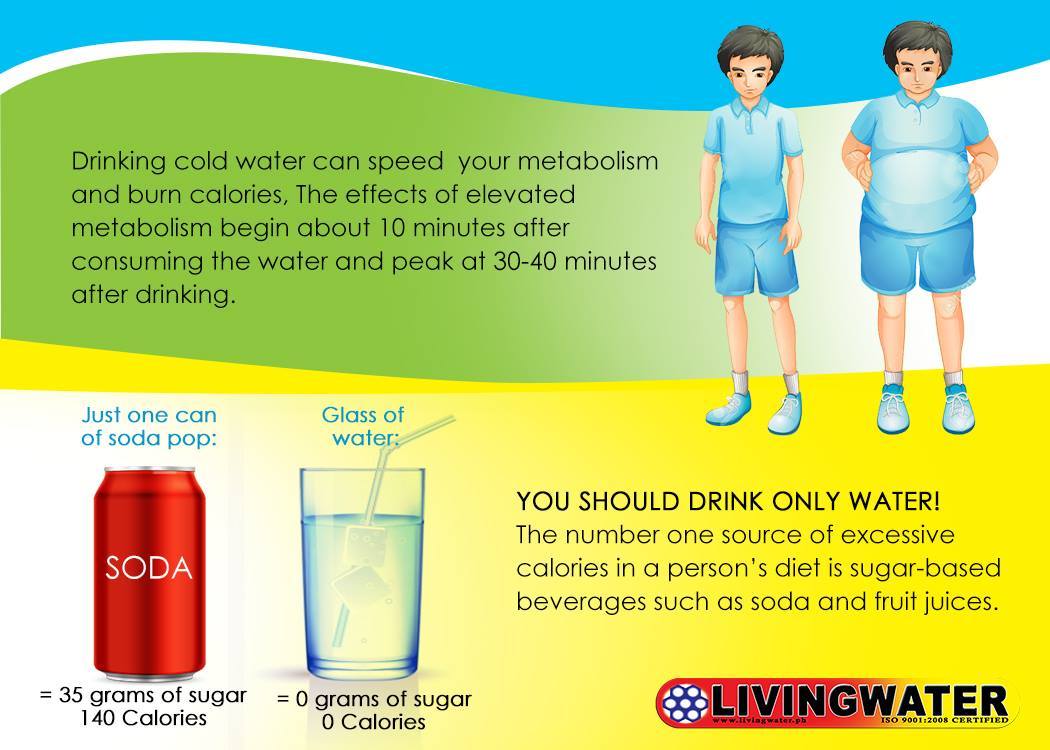 Drinking cold water can speed  your metabolism
and burn calories, The effects of elevated
metabolism begin about 10 minutes after
consuming the water and peak at 30-40 minutes
after drinking.
Just one can
of soda pop:
Glass of
water:
SODA
= 35 grams of sugar
140 Calories
= 0 grams of sugar
0 Calories
YOU SHOULD DRINK ONLY WATER!
The number one source of excessive
calories in a person's diet is sugar-based
beverages such as soda and fruit juices.
LIVINGWATER
www.livingwater.ph
ISO 9001:2008 CERTIFIED